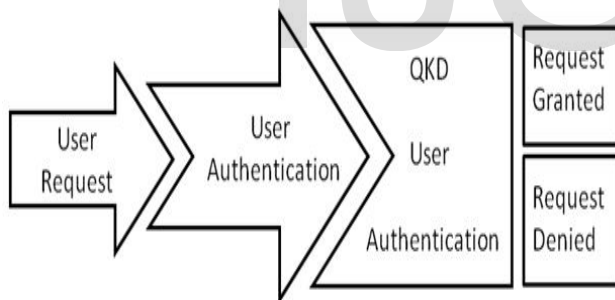 User
Request
User
Authentication
QKD
User
Authentication
Request
Granted
Request
Denied